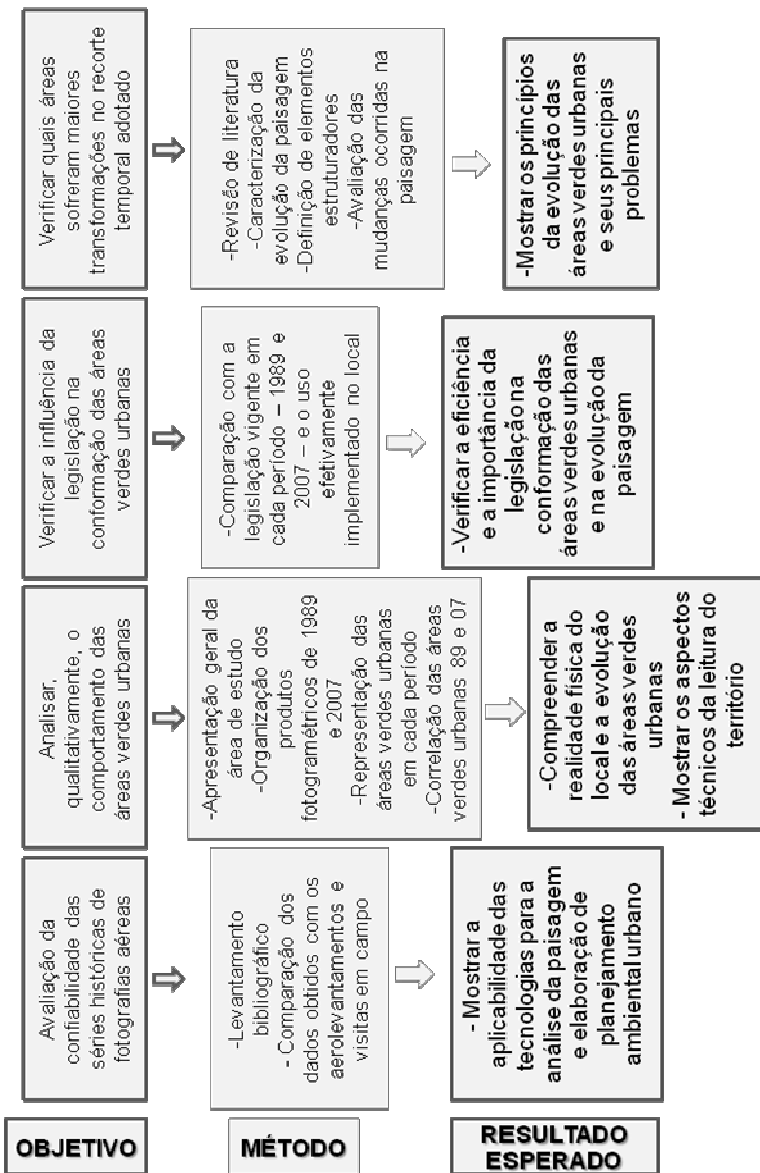 OBJETIVO
Avaliação da
confiabilidade das
séries históricas de
fotografias aéreas
Analisar,
qualitativamente, o
comportamento das
áreas verdes urbanas
Verificar a influência da
legislação na
conformação das áreas
verdes urbanas
Verificar quais áreas
sofreram maiores
transformações no recorte
temporal adotado
MÉTODO
-Levantamento
bibliográfico
- Comparação dos
dados obtidos com os
aerolevantamentos e
visitas em campo
-Apresentação geral da
área de estudo
-Organização dos
produtos
fotogramétricos de 1989
e 2007
-Representação das
áreas verdes urbanas
em cada período
-Correlação das áreas
verdes urbanas 89 e 07
-Comparação com a
legislação vigente em
cada período – 1989 e
2007 – e o uso
efetivamente
implementado no local
-Revisão de literatura
-Caracterização da
evolução da paisagem
-Definição de elementos
estruturadores
-Avaliação das
mudanças ocorridas na
paisagem
RESULTADO
ESPERADO
- Mostrar a
aplicabilidade das
tecnologias para a
análise da paisagem
e elaboração de
planejamento
ambiental urbano
-Compreender a
realidade física do
local e a evolução
das áreas verdes
urbanas
- Mostrar os aspectos
técnicos da leitura do
território
-Verificar a eficiência
e a importância da
legislação na
conformação das
áreas verdes urbanas
e na evolução da
paisagem
-Mostrar os princípios
da evolução das
áreas verdes urbanas
e seus principais
problemas